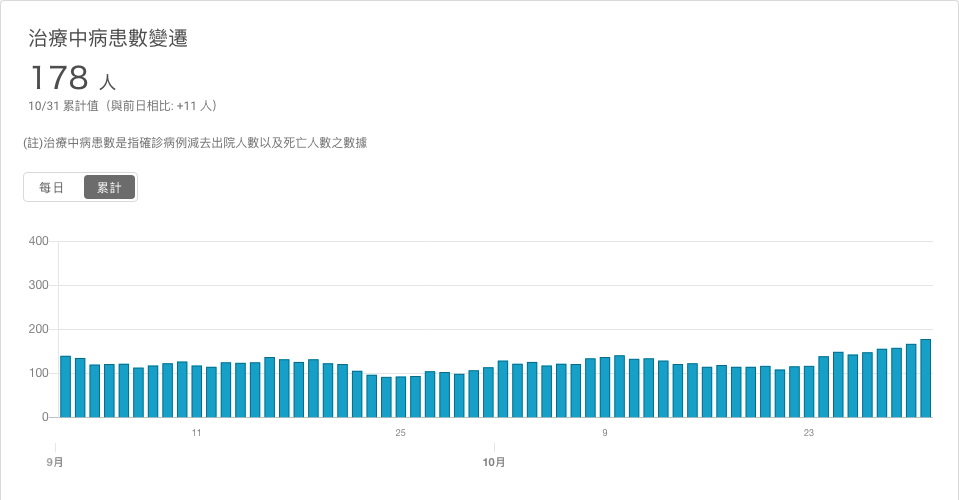 治療中病患數變遷
178 人
10/31 累計值（與前日相比: +11 人）
(註)治療中病患數是指確診病例減去出院人數以及死亡人數之數據
每日 累計
400
300
200
100
0
11 25 9 23
9月 10月